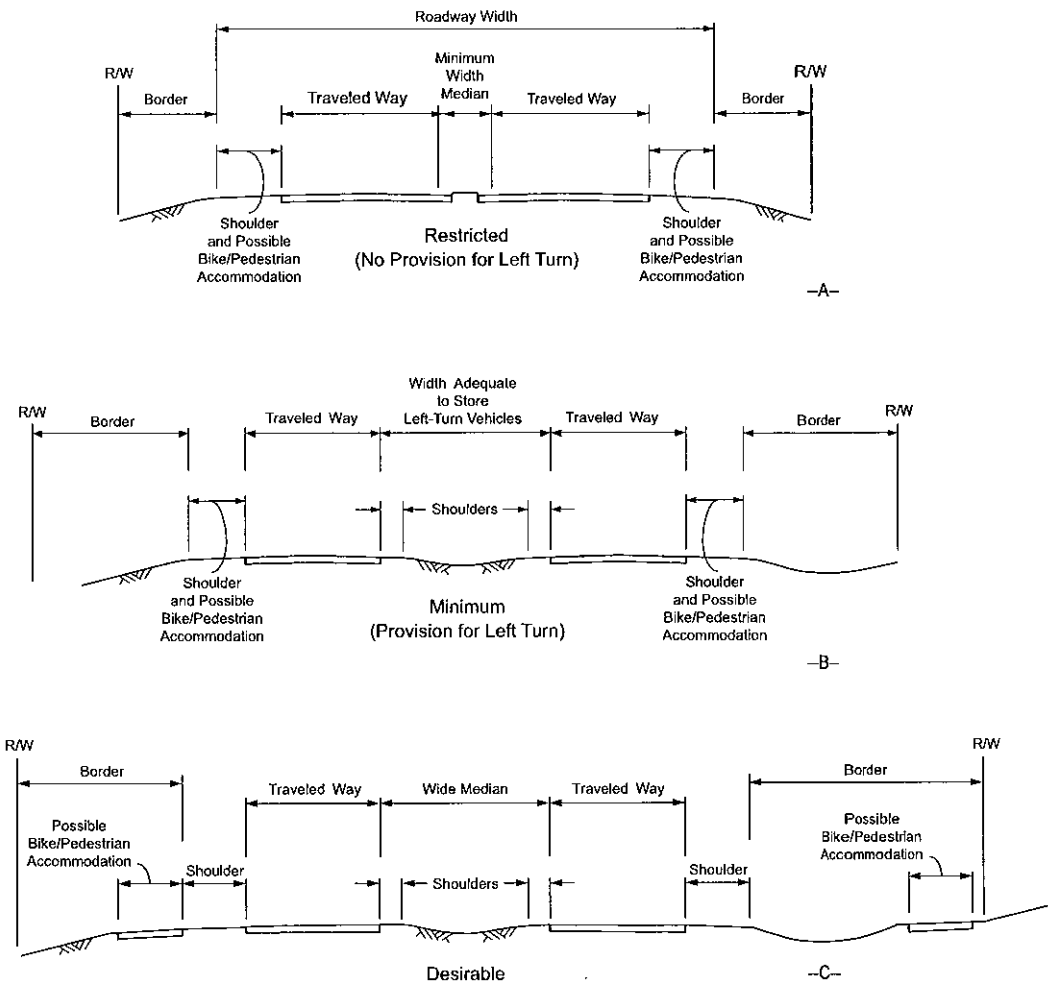 Roadway Width
R/W
Border
Traveled Way
Minimum
Width
Median
Traveled Way
Border
R/W
Shoulder
and Possible
Bike/Pedestrian
Accommodation
Restricted
(No Provision for Left Turn)
Shoulder
and Possible
Bike/Pedestrian
Accommodation
–A–
R/W
Border
Traveled Way
Width Adequate
to Store
Left-Turn Vehicles
Traveled Way
Border
R/W
Shoulders
Shoulder
and Possible
Bike/Pedestrian
Accommodation
Minimum
(Provision for Left Turn)
Shoulder
and Possible
Bike/Pedestrian
Accommodation
–B–
R/W
Border
Traveled Way
Wide Median
Traveled Way
Border
R/W
Possible
Bike/Pedestrian
Accommodation
Shoulder
Shoulders
Shoulder
Possible
Bike/Pedestrian
Accommodation
Desirable
–C–